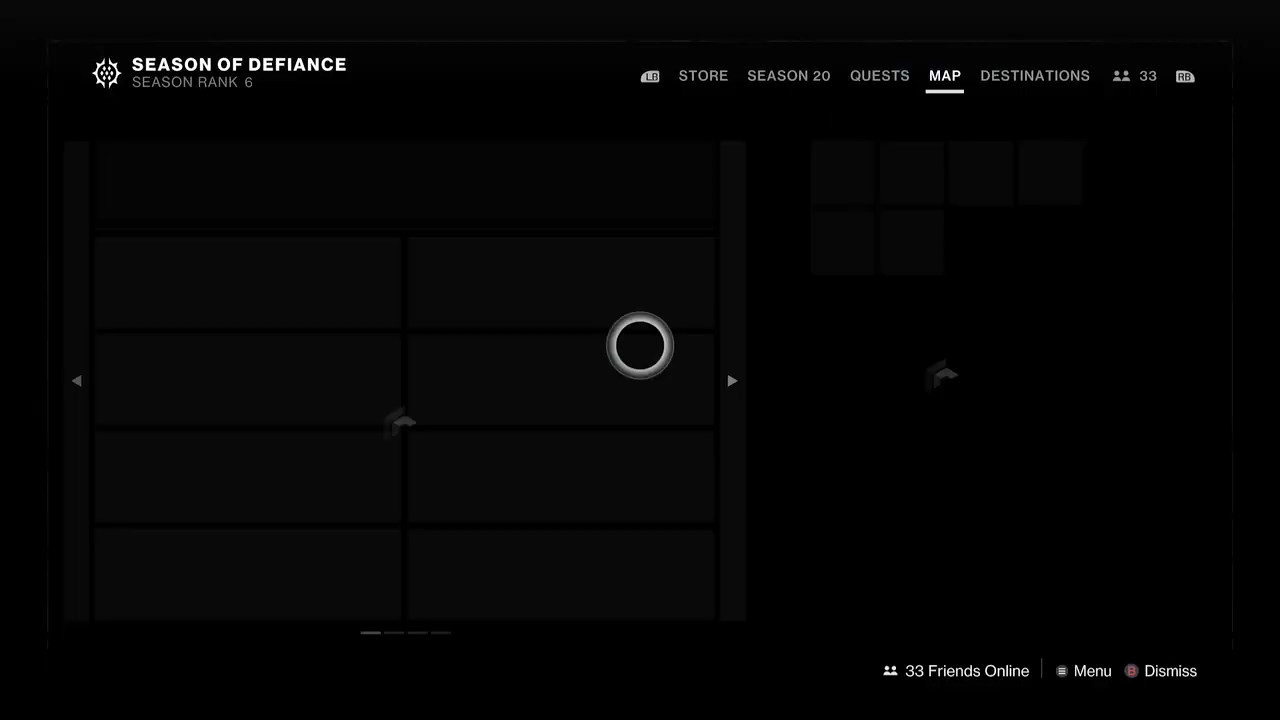 SEASON OF DEFIANCE
SEASON RANK 6
LB STORE SEASON 20 QUESTS MAP DESTINATIONS 33 RB
33 Friends Online Menu B Dismiss